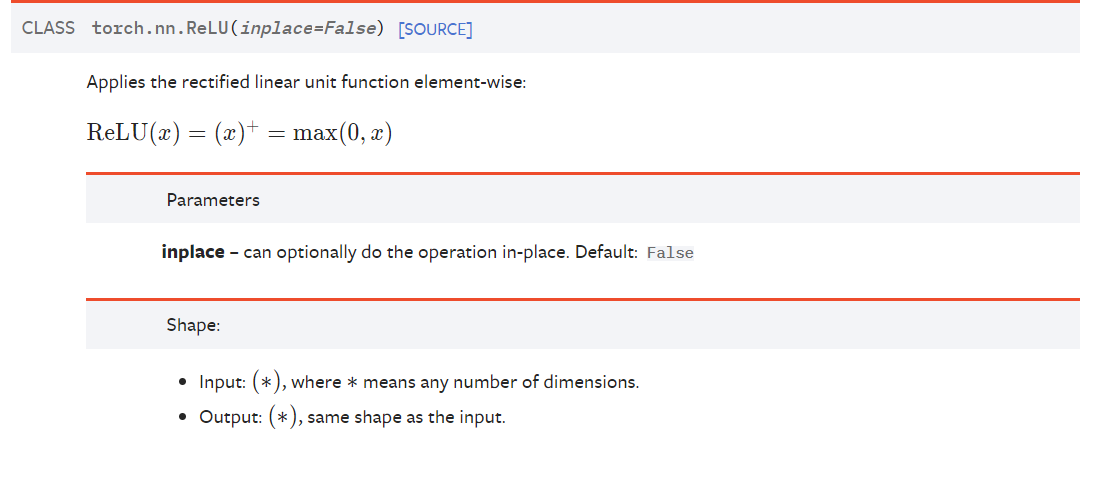 CLASS torch.nn.ReLU(inplace=False) [SOURCE]
Applies the rectified linear unit function element-wise:
ReLU(x) = (x)⁺ = max(0, x)
Parameters
inplace – can optionally do the operation in-place. Default: False
Shape:
• Input: (∗), where ∗ means any number of dimensions.
• Output: (∗), same shape as the input.